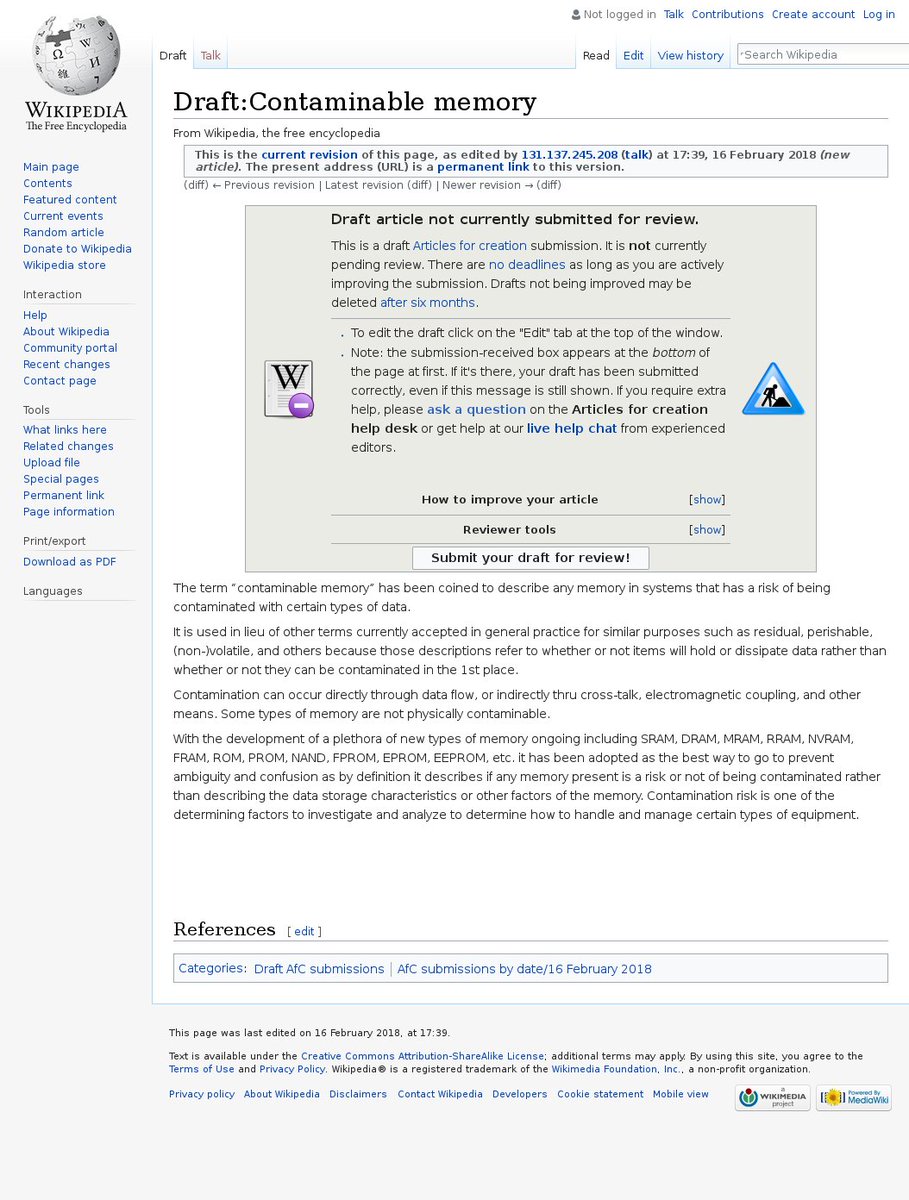 Not logged in Talk Contributions Create account Log in
Draft Talk Read Edit View history Search Wikipedia
WIKIPEDIA
The Free Encyclopedia
Main page
Contents
Featured content
Current events
Random article
Donate to Wikipedia
Wikipedia store
Interaction
Help
About Wikipedia
Community portal
Recent changes
Contact page
Tools
What links here
Related changes
Upload file
Special pages
Permanent link
Page information
Print/export
Download as PDF
Languages
Draft:Contaminable memory
From Wikipedia, the free encyclopedia
This is the current revision of this page, as edited by 131.137.245.208 (talk) at 17:39, 16 February 2018 (new
article). The present address (URL) is a permanent link to this version.
(diff) ← Previous revision | Latest revision (diff) | Newer revision → (diff)
Draft article not currently submitted for review.
This is a draft Articles for creation submission. It is not currently
pending review. There are no deadlines as long as you are actively
improving the submission. Drafts not being improved may be
deleted after six months.
To edit the draft click on the "Edit" tab at the top of the window.
Note: the submission-received box appears at the bottom of
the page at first. If it's there, your draft has been submitted
correctly, even if this message is still shown. If you require extra
help, please ask a question on the Articles for creation
help desk or get help at our live help chat from experienced
editors.
How to improve your article [show]
Reviewer tools [show]
Submit your draft for review!
The term “contaminable memory” has been coined to describe any memory in systems that has a risk of being
contaminated with certain types of data.
It is used in lieu of other terms currently accepted in general practice for similar purposes such as residual, perishable,
(non-)volatile, and others because those descriptions refer to whether or not items will hold or dissipate data rather than
whether or not they can be contaminated in the 1st place.
Contamination can occur directly through data flow, or indirectly thru cross-talk, electromagnetic coupling, and other
means. Some types of memory are not physically contaminable.
With the development of a plethora of new types of memory ongoing including SRAM, DRAM, MRAM, RRAM, NVRAM,
FRAM, ROM, PROM, NAND, FPROM, EPROM, EEPROM, etc. it has been adopted as the best way to go to prevent
ambiguity and confusion as by definition it describes if any memory present is a risk or not of being contaminated rather
than describing the data storage characteristics or other factors of the memory. Contamination risk is one of the
determining factors to investigate and analyze to determine how to handle and manage certain types of equipment.
References [ edit ]
Categories: Draft AfC submissions | AfC submissions by date/16 February 2018
This page was last edited on 16 February 2018, at 17:39.
Text is available under the Creative Commons Attribution-ShareAlike License; additional terms may apply. By using this site, you agree to the
Terms of Use and Privacy Policy. Wikipedia® is a registered trademark of the Wikimedia Foundation, Inc., a non-profit organization.
Privacy policy About Wikipedia Disclaimers Contact Wikipedia Developers Cookie statement Mobile view
a WIKIMEDIA project
Powered By MediaWiki